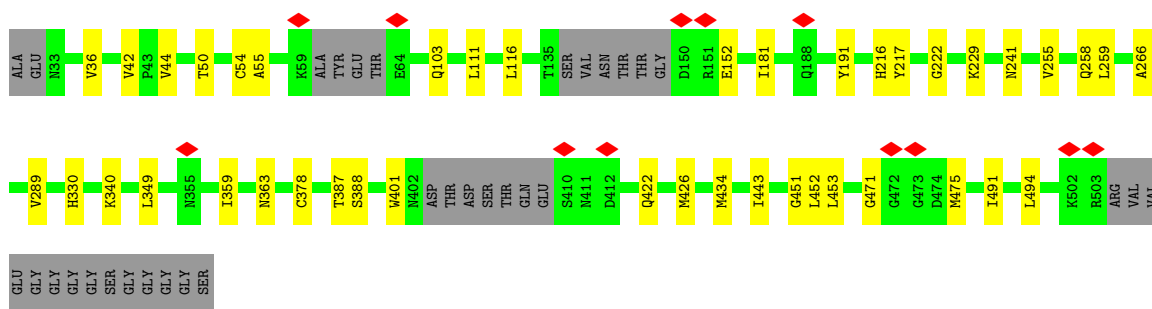 ALA GLU N33 V36 V42 P43 V44 T50 C54 A55 K59 ALA TYR GLU THR E64 Q103 L111 L116 T135 SER VAL ASN THR THR GLY D150 R151 E152 I181 Q188 Y191 H216 Y217 G222 K229 N241 V255 Q258 L259 A266
V289 H330 K340 L349 N355 I359 N363 C378 T387 S388 W401 N402 ASP THR ASP SER THR GLN GLU S410 N411 D412 Q422 M426 M434 I443 G451 L452 L453 G471 G472 G473 D474 M475 I491 L494 K502 R503 ARG VAL VAL
GLU GLY GLY GLY GLY SER GLY GLY GLY GLY SER